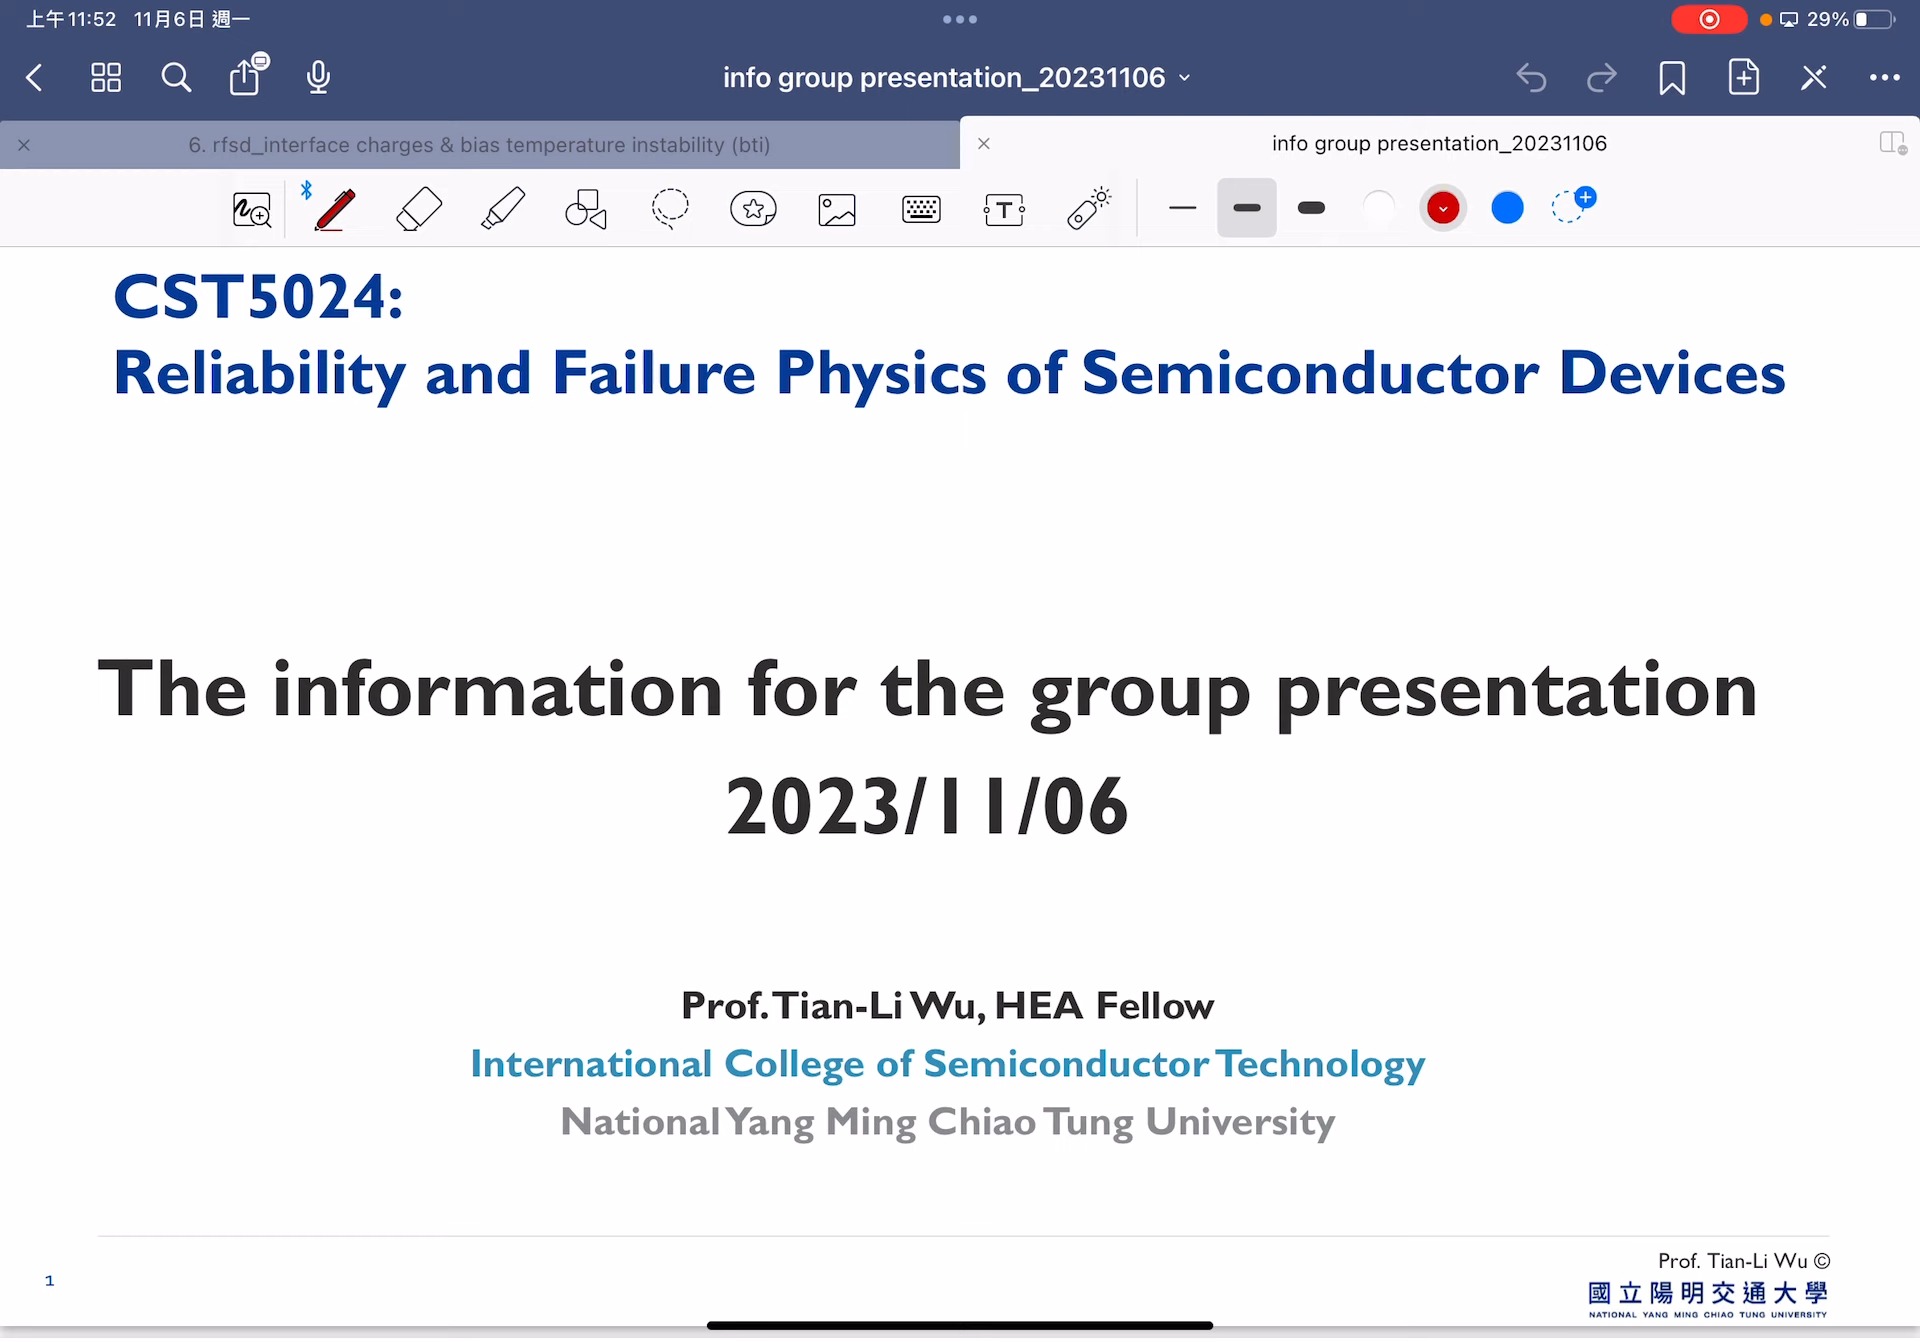 上午11:52 11月6日 週一
29%
info group presentation_20231106
6. rfsd_interface charges & bias temperature instability (bti)
info group presentation_20231106
T
CST5024:
Reliability and Failure Physics of Semiconductor Devices
The information for the group presentation
2023/11/06
Prof. Tian-Li Wu, HEA Fellow
International College of Semiconductor Technology
National Yang Ming Chiao Tung University
Prof. Tian-Li Wu ©
1
國立陽明交通大學
NATIONAL YANG MING CHIAO TUNG UNIVERSITY